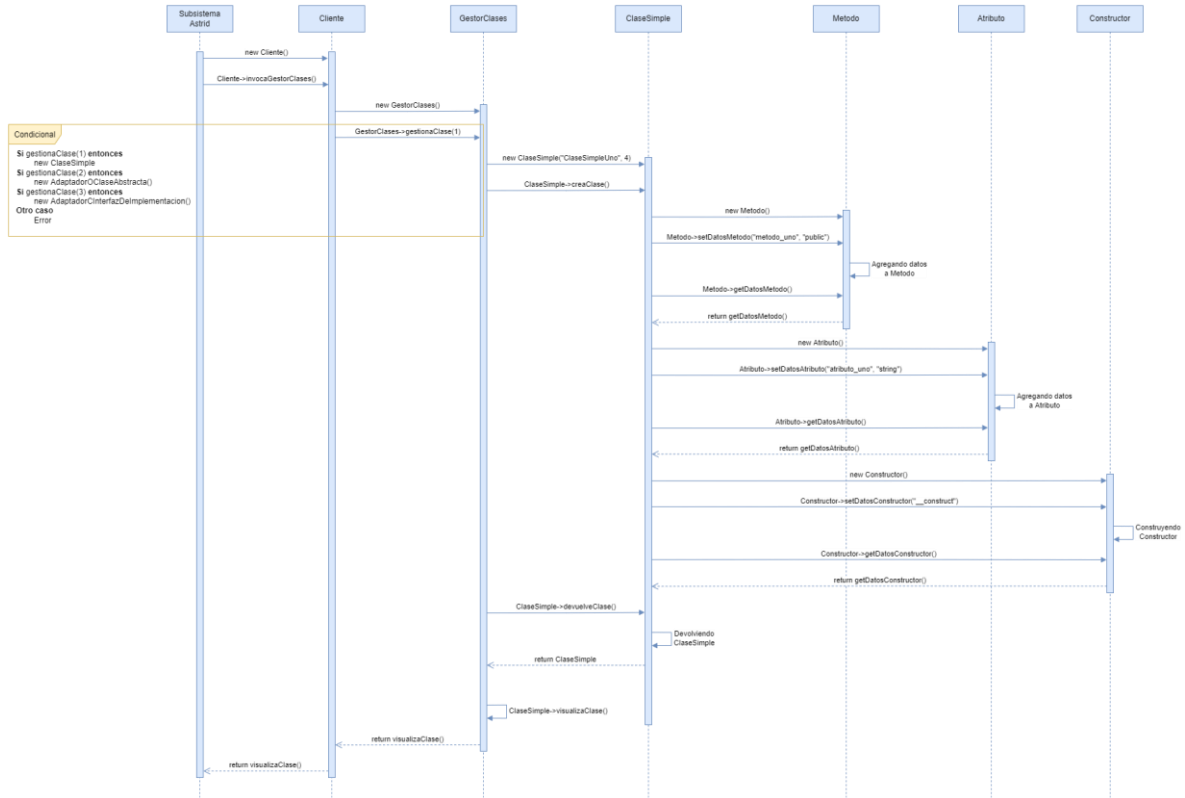 Subsistema
Astrid
Cliente
GestorClases
ClaseSimple
Metodo
Atributo
Constructor
new Cliente()
Cliente->invocaGestorClases()
new GestorClases()
Condicional
GestorClases->gestionaClase(1)
Si gestionaClase(1) entonces
new ClaseSimple
Si gestionaClase(2) entonces
new AdaptadorOClaseAbstracta()
Si gestionaClase(3) entonces
new AdaptadorCInterfazDeImplementacion()
Otro caso
Error
new ClaseSimple("ClaseSimpleUno", 4)
ClaseSimple->creaClase()
new Metodo()
Metodo->setDatosMetodo("metodo_uno", "public")
Agregando datos
a Metodo
Metodo->getDatosMetodo()
return getDatosMetodo()
new Atributo()
Atributo->setDatosAtributo("atributo_uno", "string")
Agregando datos
a Atributo
Atributo->getDatosAtributo()
return getDatosAtributo()
new Constructor()
Constructor->setDatosConstructor("__construct")
Construyendo
Constructor
Constructor->getDatosConstructor()
return getDatosConstructor()
ClaseSimple->devuelveClase()
Devolviendo
ClaseSimple
return ClaseSimple
ClaseSimple->visualizaClase()
return visualizaClase()
return visualizaClase()